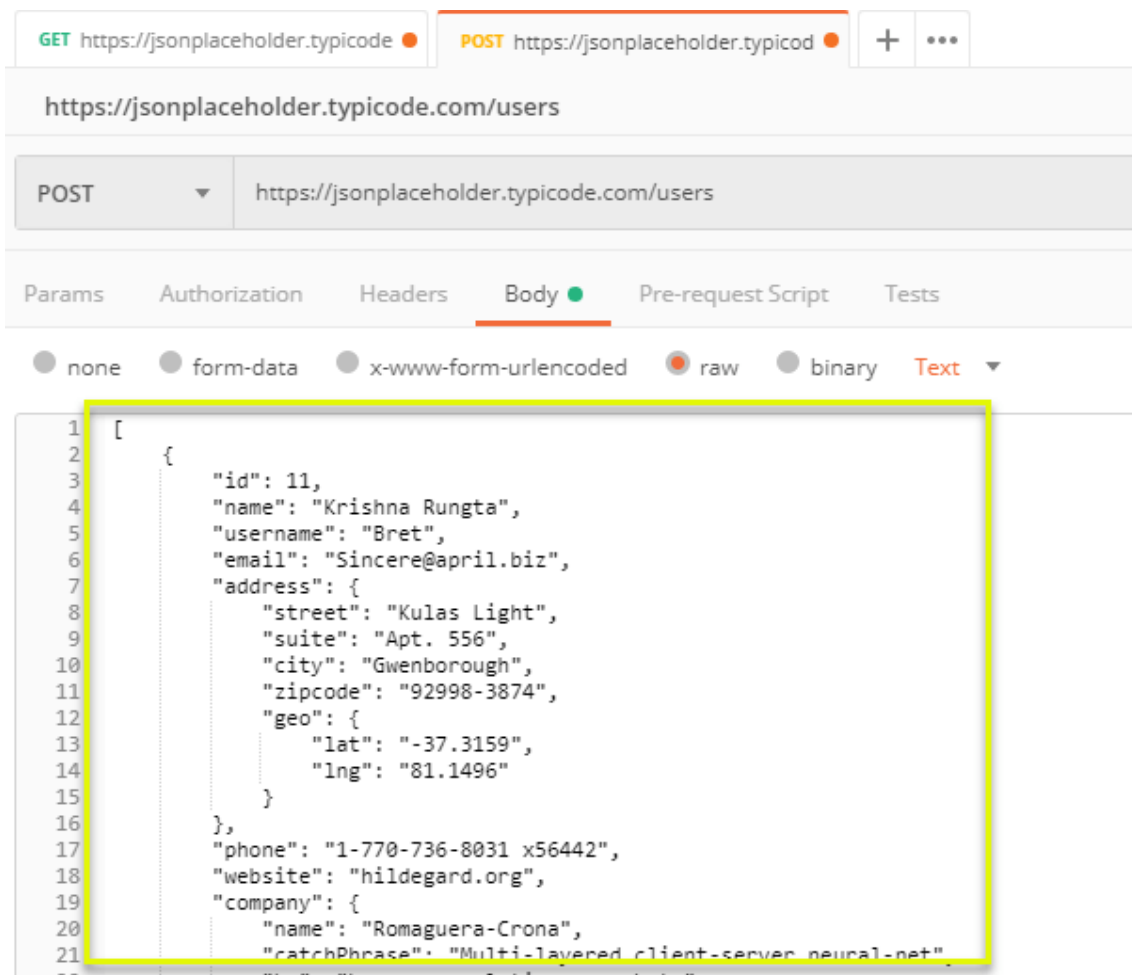 GET https://jsonplaceholder.typicode
POST https://jsonplaceholder.typicod + •••
https://jsonplaceholder.typicode.com/users
POST https://jsonplaceholder.typicode.com/users
Params Authorization Headers Body Pre-request Script Tests
none form-data x-www-form-urlencoded raw binary Text
1 [
2 {
3 "id": 11,
4 "name": "Krishna Rungta",
5 "username": "Bret",
6 "email": "Sincere@april.biz",
7 "address": {
8 "street": "Kulas Light",
9 "suite": "Apt. 556",
10 "city": "Gwenborough",
11 "zipcode": "92998-3874",
12 "geo": {
13 "lat": "-37.3159",
14 "lng": "81.1496"
15 }
16 },
17 "phone": "1-770-736-8031 x56442",
18 "website": "hildegard.org",
19 "company": {
20 "name": "Romaguera-Crona",
21 "catchPhrase": "Multi-layered client-server neural-net",